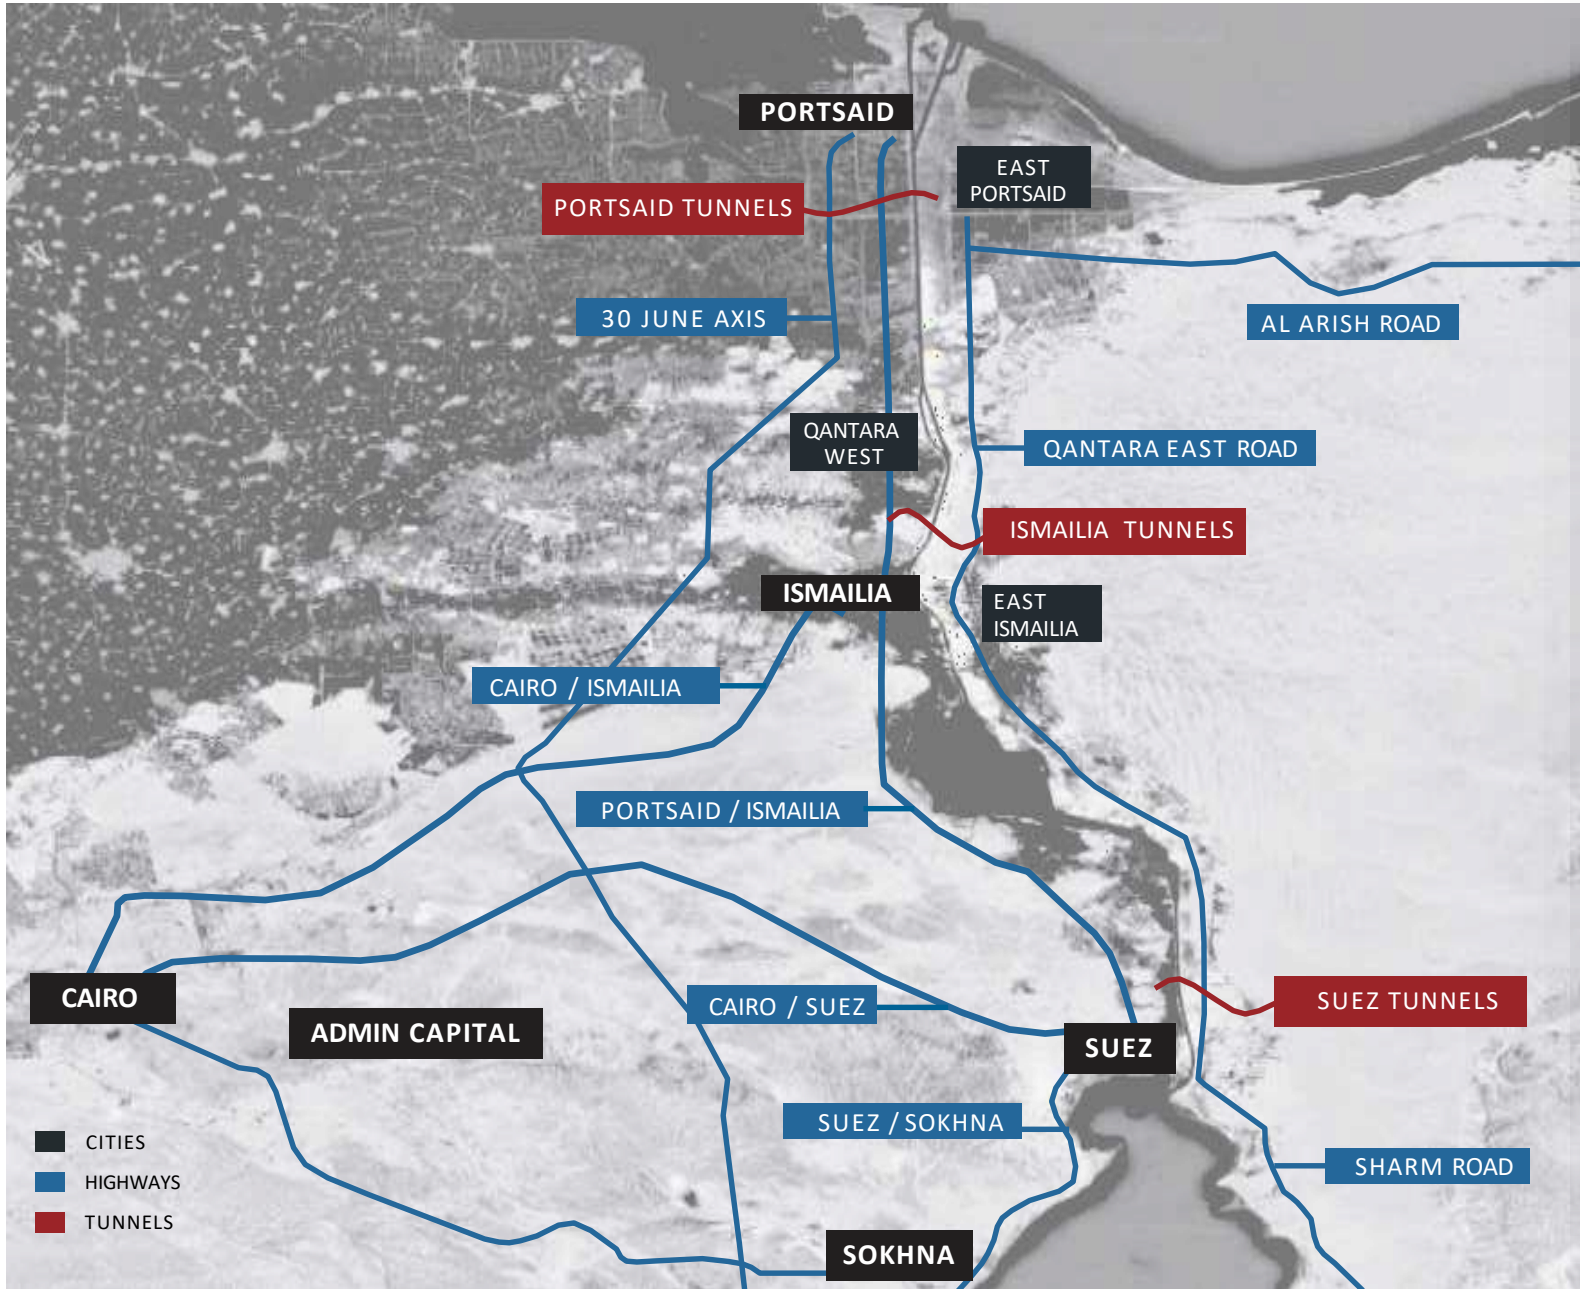 PORTSAID
EAST
PORTSAID
PORTSAID TUNNELS
30 JUNE AXIS
AL ARISH ROAD
QANTARA
WEST
QANTARA EAST ROAD
ISMAILIA TUNNELS
ISMAILIA
EAST
ISMAILIA
CAIRO / ISMAILIA
PORTSAID / ISMAILIA
CAIRO
ADMIN CAPITAL
CAIRO / SUEZ
SUEZ TUNNELS
SUEZ
SUEZ / SOKHNA
SHARM ROAD
SOKHNA
CITIES
HIGHWAYS
TUNNELS